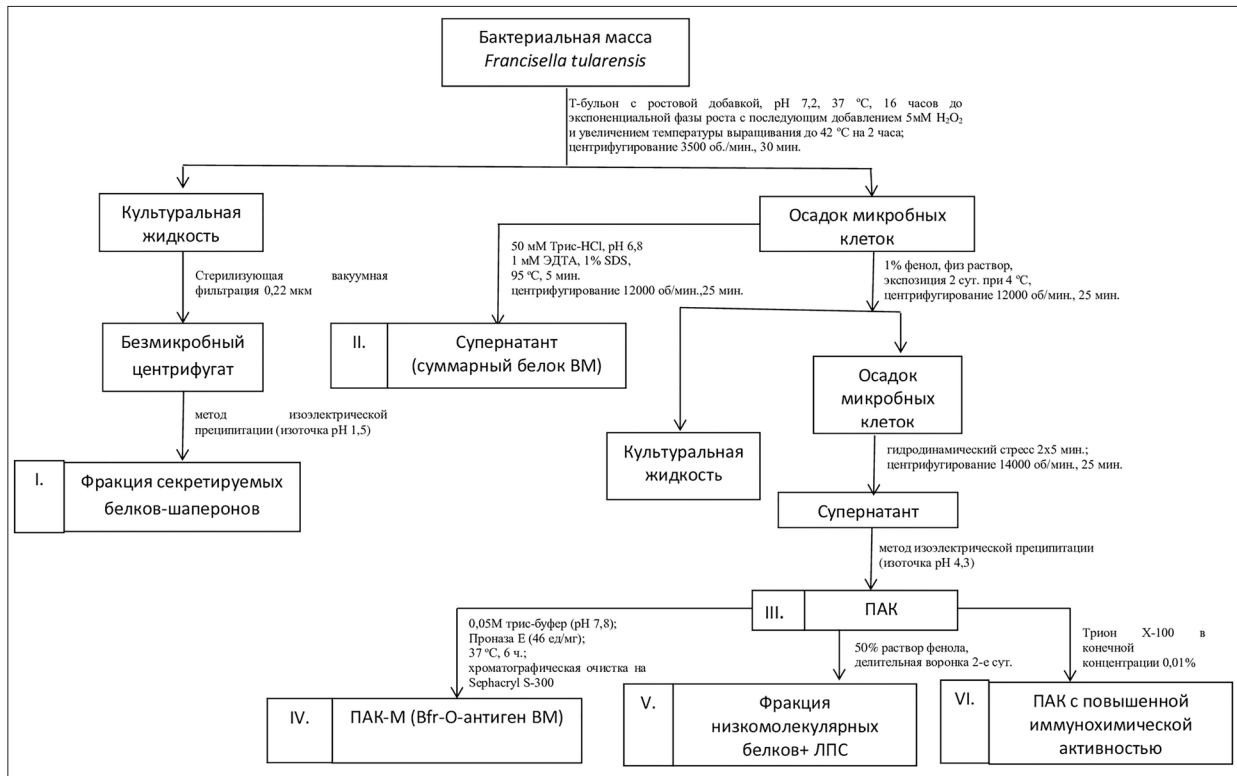 Бактериальная масса
Francisella tularensis
Т-бульон с ростовой добавкой, pH 7,2, 37 °C, 16 часов до
экспоненциальной фазы роста с последующим добавлением 5мМ H₂O₂
и увеличением температуры выращивания до 42 °C на 2 часа;
центрифугирование 3500 об./мин., 30 мин.
Культуральная
жидкость
Осадок микробных
клеток
Стерилизующая вакуумная
фильтрация 0,22 мкм
50 мМ Трис-HCl, pH 6,8
1 мМ ЭДТА, 1% SDS,
95 °C, 5 мин.
центрифугирование 12000 об/мин.,25 мин.
1% фенол, физ раствор,
экспозиция 2 сут. при 4 °C,
центрифугирование 12000 об/мин., 25 мин.
Безмикробный
центрифугат
II.
Супернатант
(суммарный белок ВМ)
Осадок
микробных
клеток
метод изоэлектрической
преципитации (изоточка pH 1,5)
Культуральная
жидкость
гидродинамический стресс 2х5 мин.;
центрифугирование 14000 об/мин., 25 мин.
I.
Фракция секретируемых
белков-шаперонов
Супернатант
метод изоэлектрической преципитации
(изоточка pH 4,3)
III.
ПАК
0,05М трис-буфер (pH 7,8);
Проназа Е (46 ед/мг);
37 °C, 6 ч.;
хроматографическая очистка на
Sephacryl S-300
50% раствор фенола,
делительная воронка 2-е сут.
Трион Х-100 в
конечной
концентрации 0,01%
IV.
ПАК-М (Bfr-О-антиген ВМ)
V.
Фракция
низкомолекулярных
белков+ ЛПС
VI.
ПАК с повышенной
иммунохимической
активностью